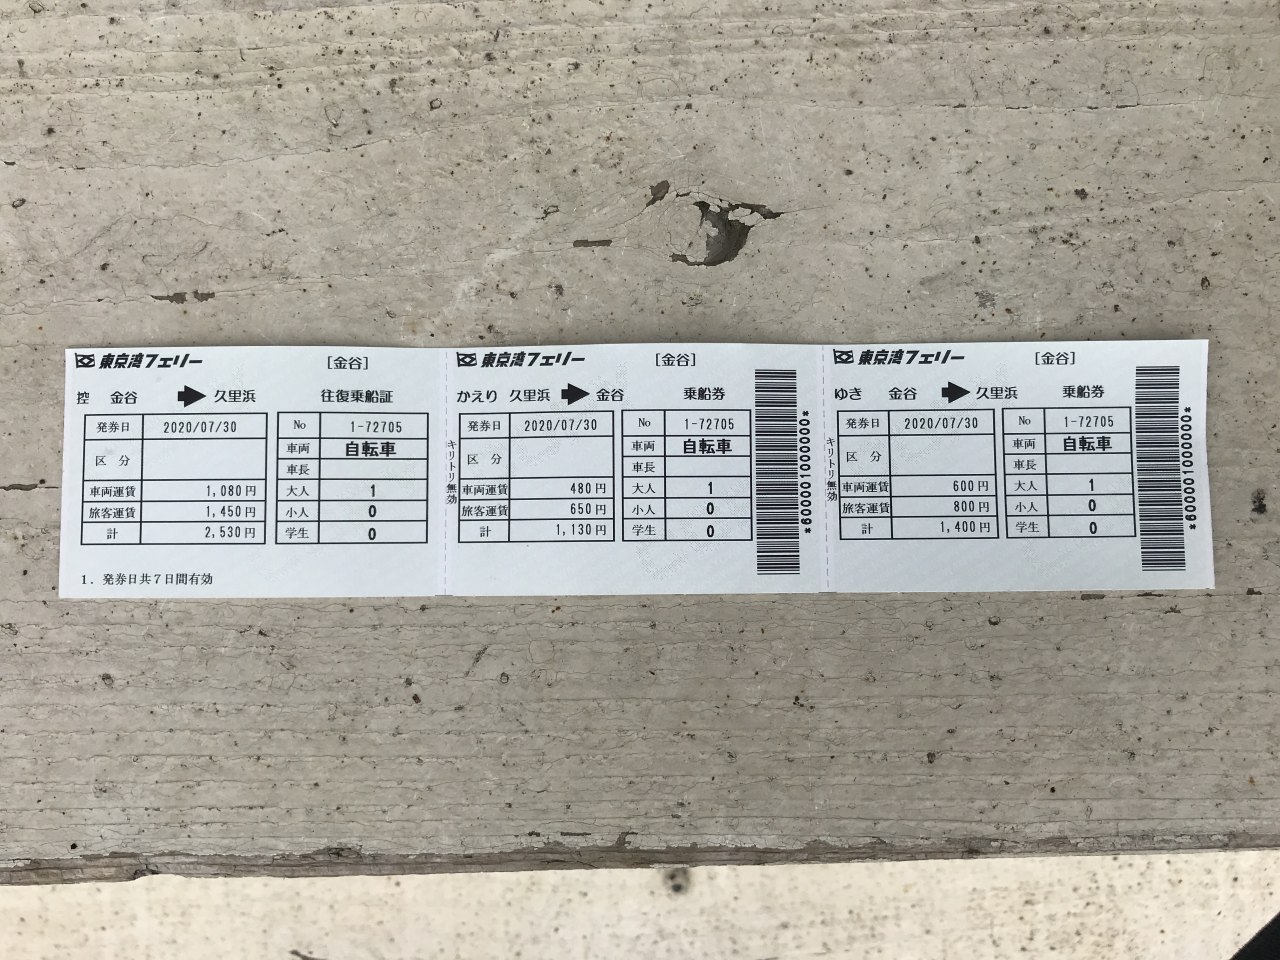 東京湾フェリー [金谷]
控 金谷 ➡ 久里浜 往復乗船証
発券日 2020/07/30
区 分
車両運賃 1,080円
旅客運賃 1,450円
計 2,530円
No 1-72705
車両 自転車
車長
大人 1
小人 0
学生 0
1. 発券日共7日間有効
キリトリ無効
東京湾フェリー [金谷]
かえり 久里浜 ➡ 金谷 乗船券
発券日 2020/07/30
区 分
車両運賃 480円
旅客運賃 650円
計 1,130円
No 1-72705
車両 自転車
車長
大人 1
小人 0
学生 0
*6000010000000*
キリトリ無効
東京湾フェリー [金谷]
ゆき 金谷 ➡ 久里浜 乗船券
発券日 2020/07/30
区 分
車両運賃 600円
旅客運賃 800円
計 1,400円
No 1-72705
車両 自転車
車長
大人 1
小人 0
学生 0
*6000010000000*